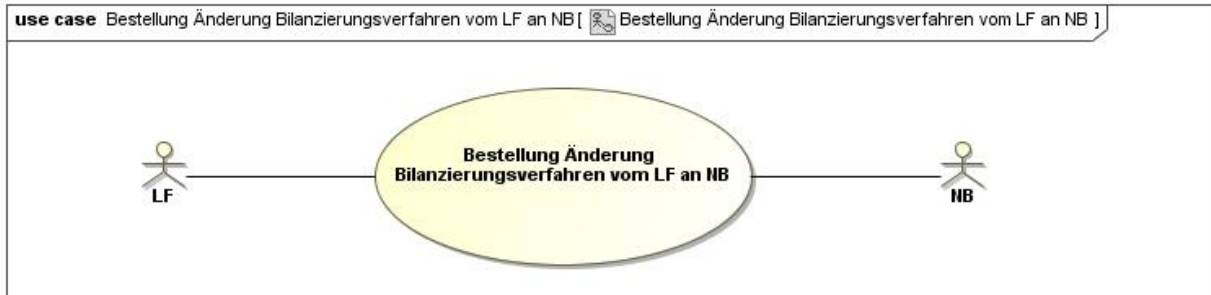 use case Bestellung Änderung Bilanzierungsverfahren vom LF an NB [ Bestellung Änderung Bilanzierungsverfahren vom LF an NB ]
Bestellung Änderung
Bilanzierungsverfahren vom LF an NB
LF
NB